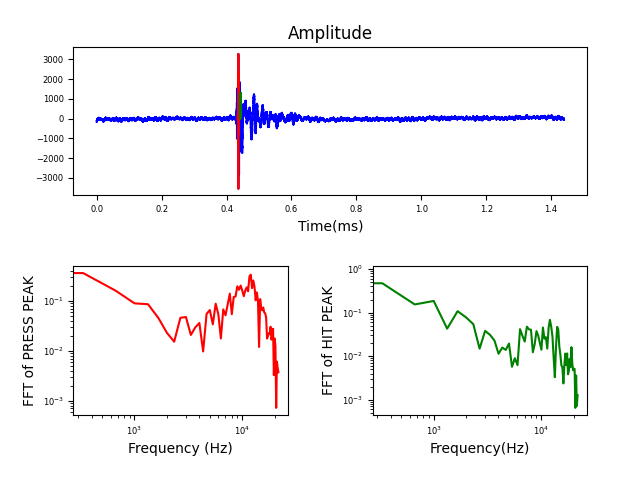 Amplitude
3000
2000
1000
0
−1000
−2000
−3000
0.0 0.2 0.4 0.6 0.8 1.0 1.2 1.4
Time(ms)
FFT of PRESS PEAK
10⁻¹
10⁻²
10⁻³
10³ 10⁴
Frequency (Hz)
FFT of HIT PEAK
10⁰
10⁻¹
10⁻²
10⁻³
10³ 10⁴
Frequency(Hz)